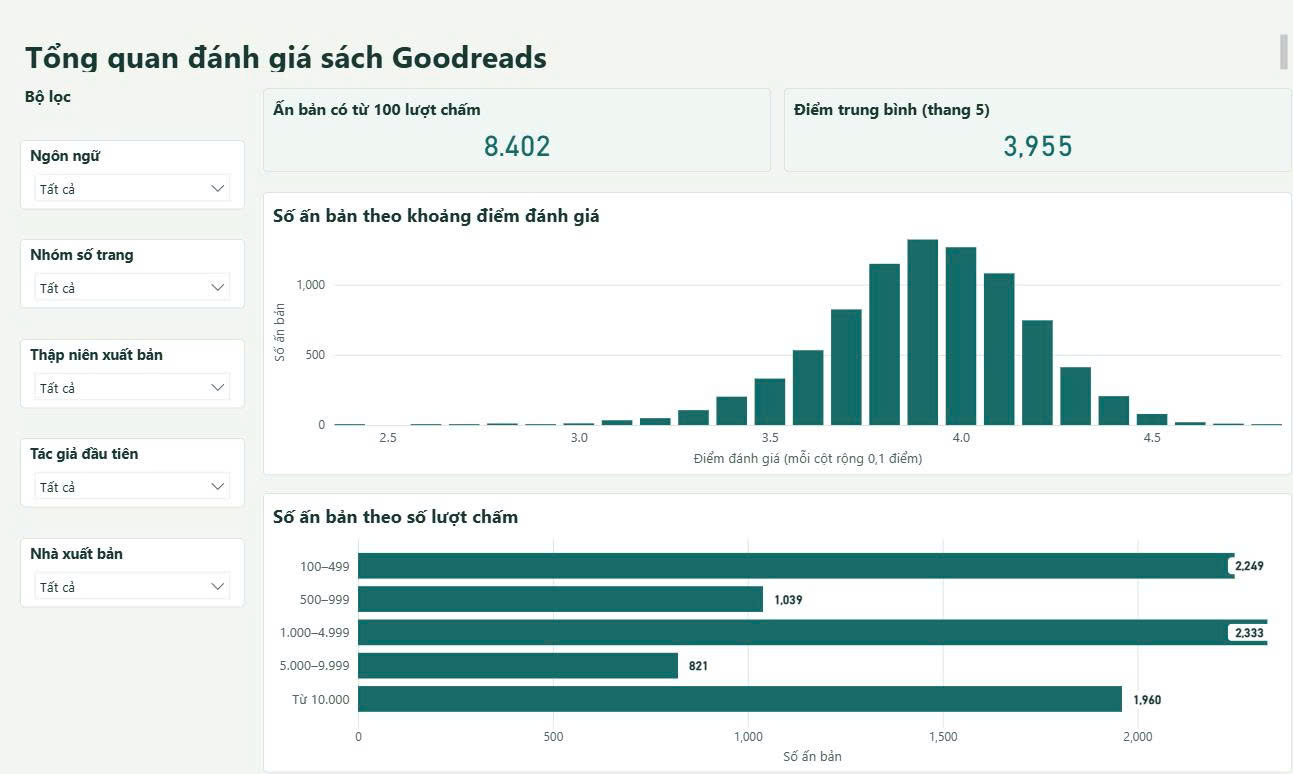 Tổng quan đánh giá sách Goodreads
Bộ lọc
Ngôn ngữ
Tất cả
Nhóm số trang
Tất cả
Thập niên xuất bản
Tất cả
Tác giả đầu tiên
Tất cả
Nhà xuất bản
Tất cả
Ấn bản có từ 100 lượt chấm
8.402
Điểm trung bình (thang 5)
3,955
Số ấn bản theo khoảng điểm đánh giá
Số ấn bản
1,000
500
0
2.5 3.0 3.5 4.0 4.5
Điểm đánh giá (mỗi cột rộng 0,1 điểm)
Số ấn bản theo số lượt chấm
100–499 2,249
500–999 1,039
1.000–4.999 2,333
5.000–9.999 821
Từ 10.000 1,960
0 500 1,000 1,500 2,000
Số ấn bản